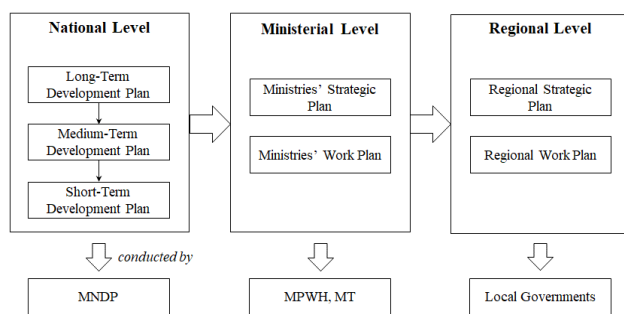 National Level
Long-Term
Development Plan
Medium-Term
Development Plan
Short-Term
Development Plan
Ministerial Level
Ministries' Strategic
Plan
Ministries' Work Plan
Regional Level
Regional Strategic
Plan
Regional Work Plan
conducted by
MNDP
MPWH, MT
Local Governments